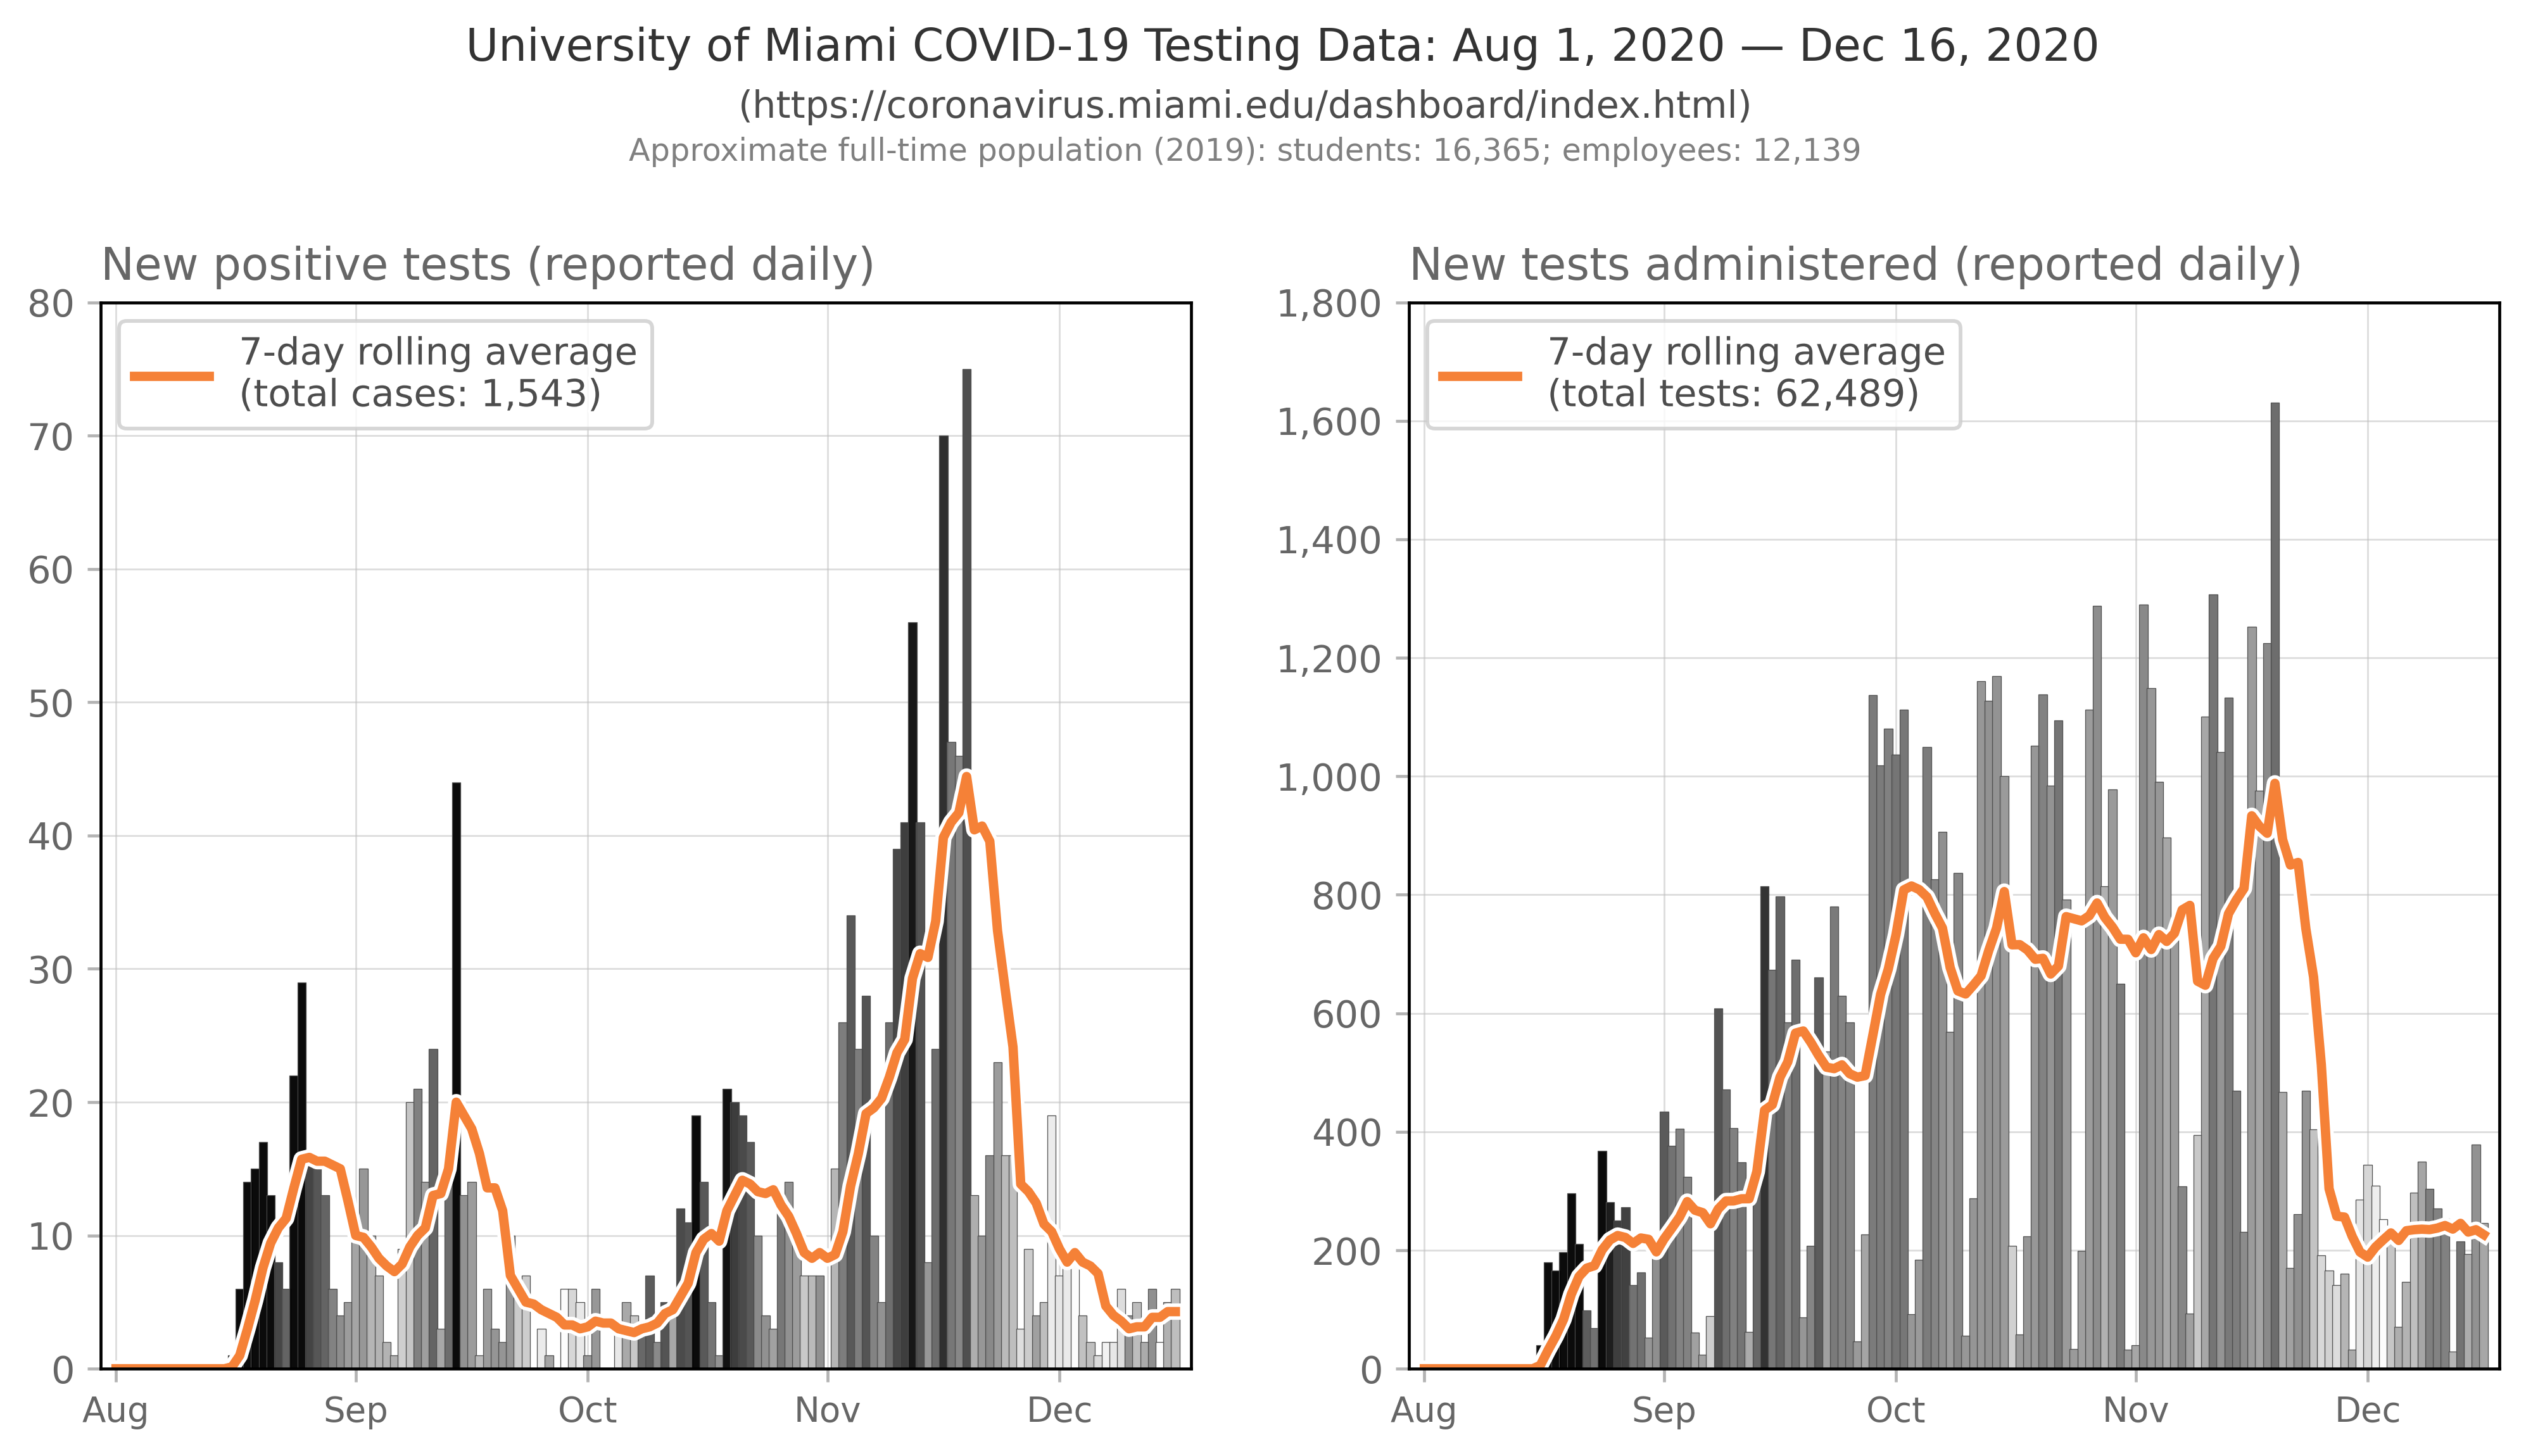 University of Miami COVID-19 Testing Data: Aug 1, 2020 — Dec 16, 2020
(https://coronavirus.miami.edu/dashboard/index.html)
Approximate full-time population (2019): students: 16,365; employees: 12,139
New positive tests (reported daily)
80
70
60
50
40
30
20
10
0
7-day rolling average
(total cases: 1,543)
Aug
Sep
Oct
Nov
Dec
New tests administered (reported daily)
1,800
1,600
1,400
1,200
1,000
800
600
400
200
0
7-day rolling average
(total tests: 62,489)
Aug
Sep
Oct
Nov
Dec